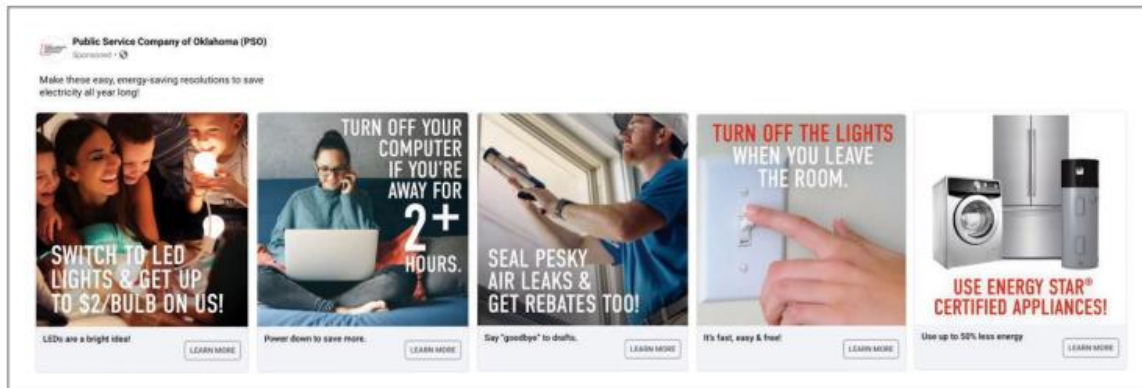 Public Service Company of Oklahoma (PSO)
Sponsored ·
Make these easy, energy-saving resolutions to save
electricity all year long!
SWITCH TO LED
LIGHTS & GET UP
TO $2/BULB ON US!
LEDs are a bright idea!
LEARN MORE
TURN OFF YOUR
COMPUTER
IF YOU'RE
AWAY FOR
2+
HOURS.
Power down to save more.
LEARN MORE
SEAL PESKY
AIR LEAKS &
GET REBATES TOO!
Say "goodbye" to drafts.
LEARN MORE
TURN OFF THE LIGHTS
WHEN YOU LEAVE
THE ROOM.
It's fast, easy & free!
LEARN MORE
USE ENERGY STAR®
CERTIFIED APPLIANCES!
Use up to 50% less energy
LEARN MORE